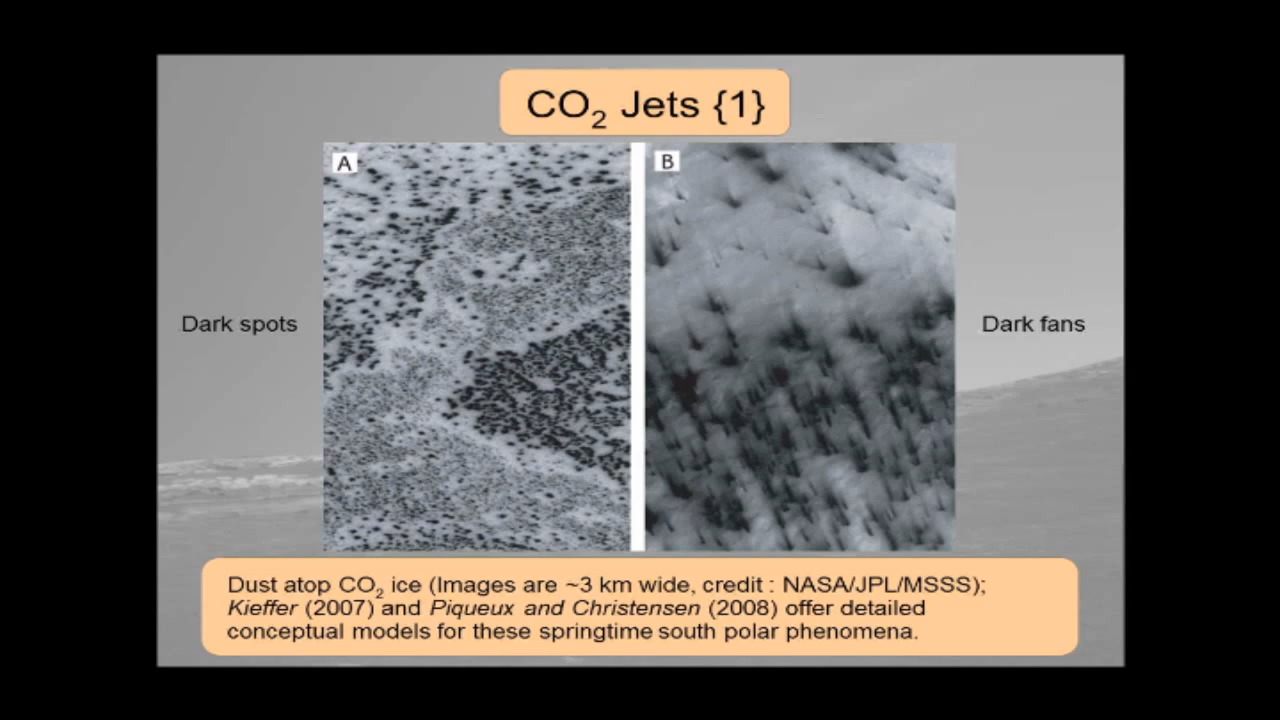 CO₂ Jets {1}
A
B
Dark spots
Dark fans
Dust atop CO₂ ice (Images are ~3 km wide, credit : NASA/JPL/MSSS);
Kieffer (2007) and Piqueux and Christensen (2008) offer detailed
conceptual models for these springtime south polar phenomena.